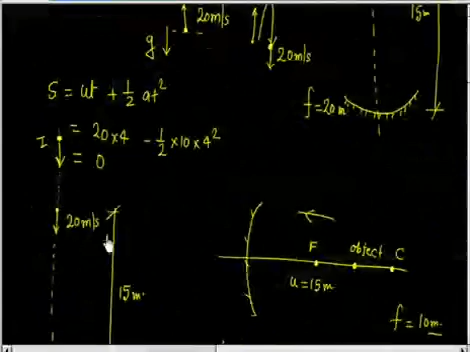 20m/s
15m
g
20m/s
f=20m
S = ut + 1/2 at²
I
= 20×4 - 1/2×10×4²
= 0
20m/s
15m.
F
object
C
u=15m
f = 10m